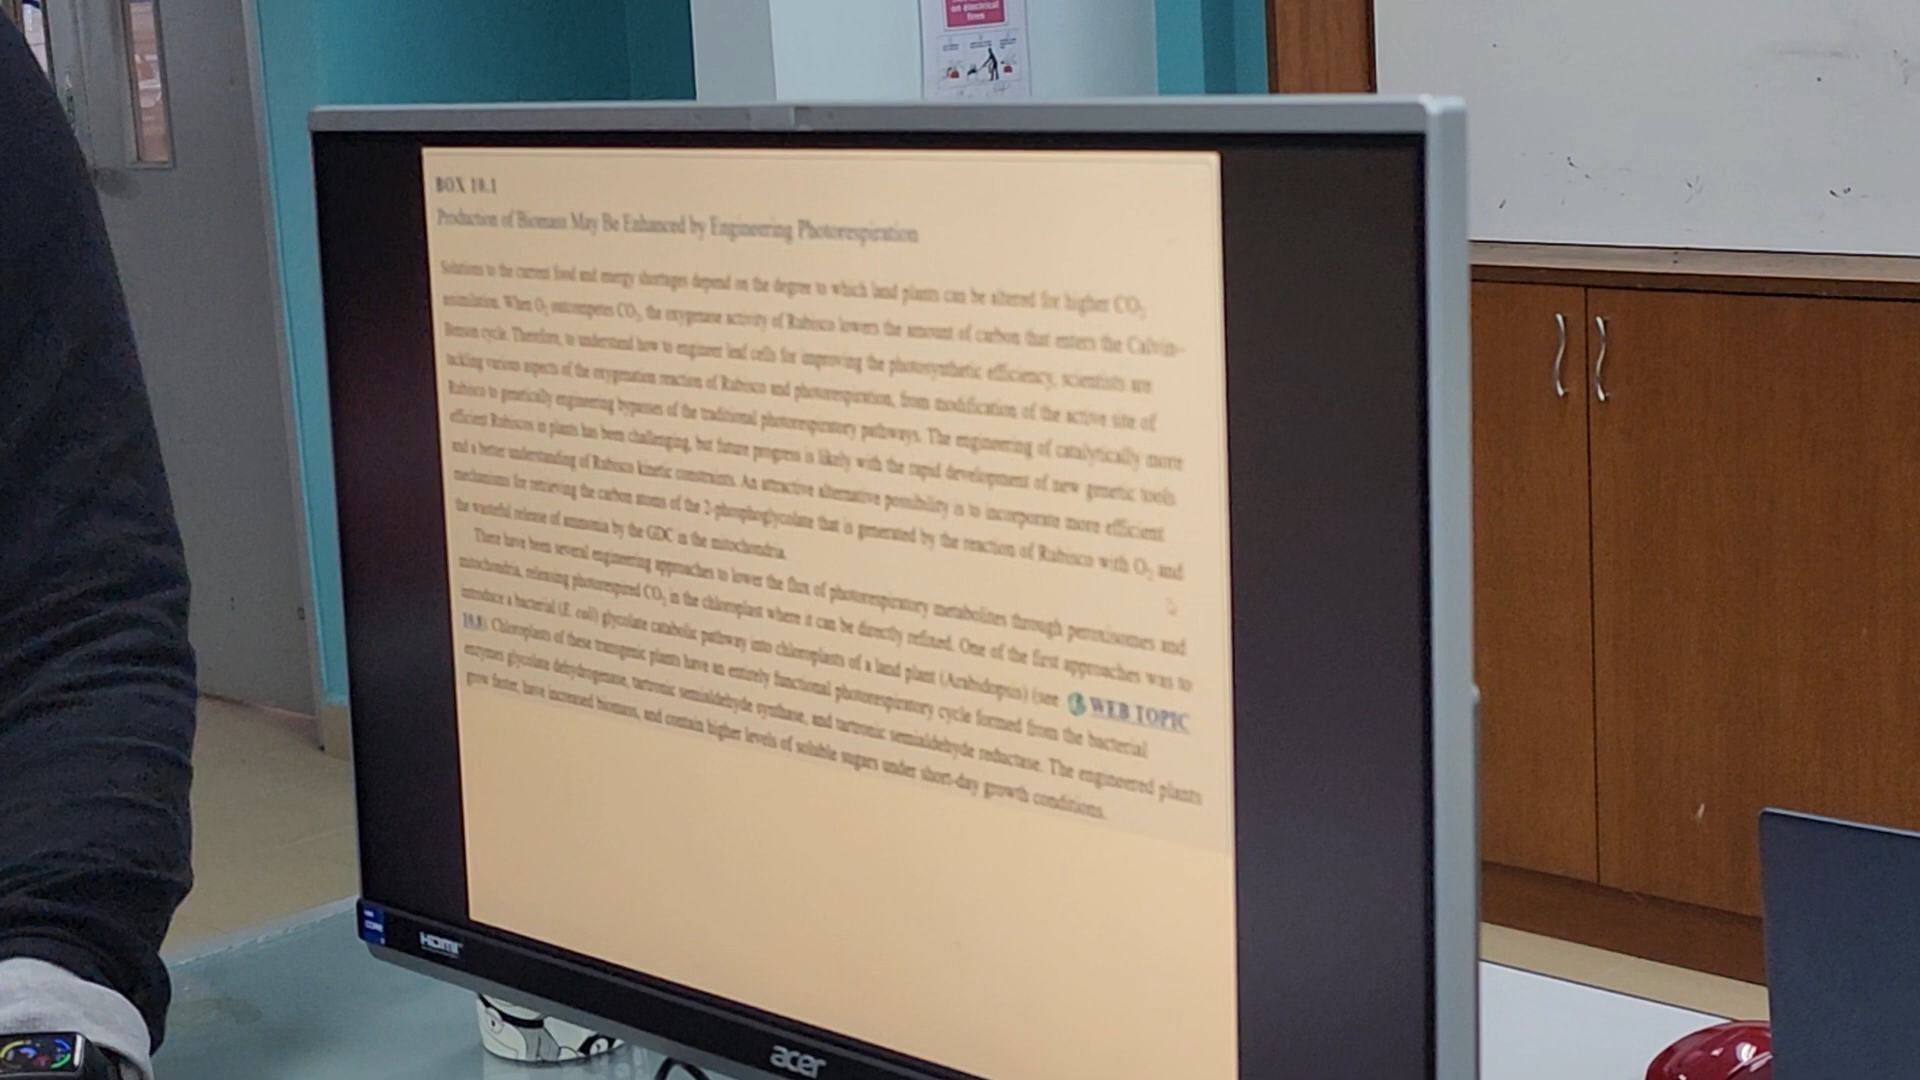 on electrical
fires
BOX 10.1
Production of Biomass May Be Enhanced by Engineering Photorespiration
Solutions to the current food and energy shortages depend on the degree to which land plants can be altered for higher CO₂
assimilation. When O₂ outcompetes CO₂, the oxygenase activity of Rubisco lowers the amount of carbon that enters the Calvin–
Benson cycle. Therefore, to understand how to engineer leaf cells for improving the photosynthetic efficiency, scientists are
tackling various aspects of the oxygenation reaction of Rubisco and photorespiration, from modification of the active site of
Rubisco to genetically engineering bypasses of the traditional photorespiratory pathways. The engineering of catalytically more
efficient Rubiscos in plants has been challenging, but future progress is likely with the rapid development of new genetic tools
and a better understanding of Rubisco kinetic constraints. An attractive alternative possibility is to incorporate more efficient
mechanisms for retrieving the carbon atoms of the 2-phosphoglycolate that is generated by the reaction of Rubisco with O₂ and
the wasteful release of ammonia by the GDC in the mitochondria.
There have been several engineering approaches to lower the flux of photorespiratory metabolites through peroxisomes and
mitochondria, releasing photorespired CO₂ in the chloroplast where it can be directly refixed. One of the first approaches was to
introduce a bacterial (E. coli) glycolate catabolic pathway into chloroplasts of a land plant (Arabidopsis) (see WEB TOPIC
10.8). Chloroplasts of these transgenic plants have an entirely functional photorespiratory cycle formed from the bacterial
enzymes glycolate dehydrogenase, tartronic semialdehyde synthase, and tartronic semialdehyde reductase. The engineered plants
grow faster, have increased biomass, and contain higher levels of soluble sugars under short-day growth conditions.
HDMI
acer